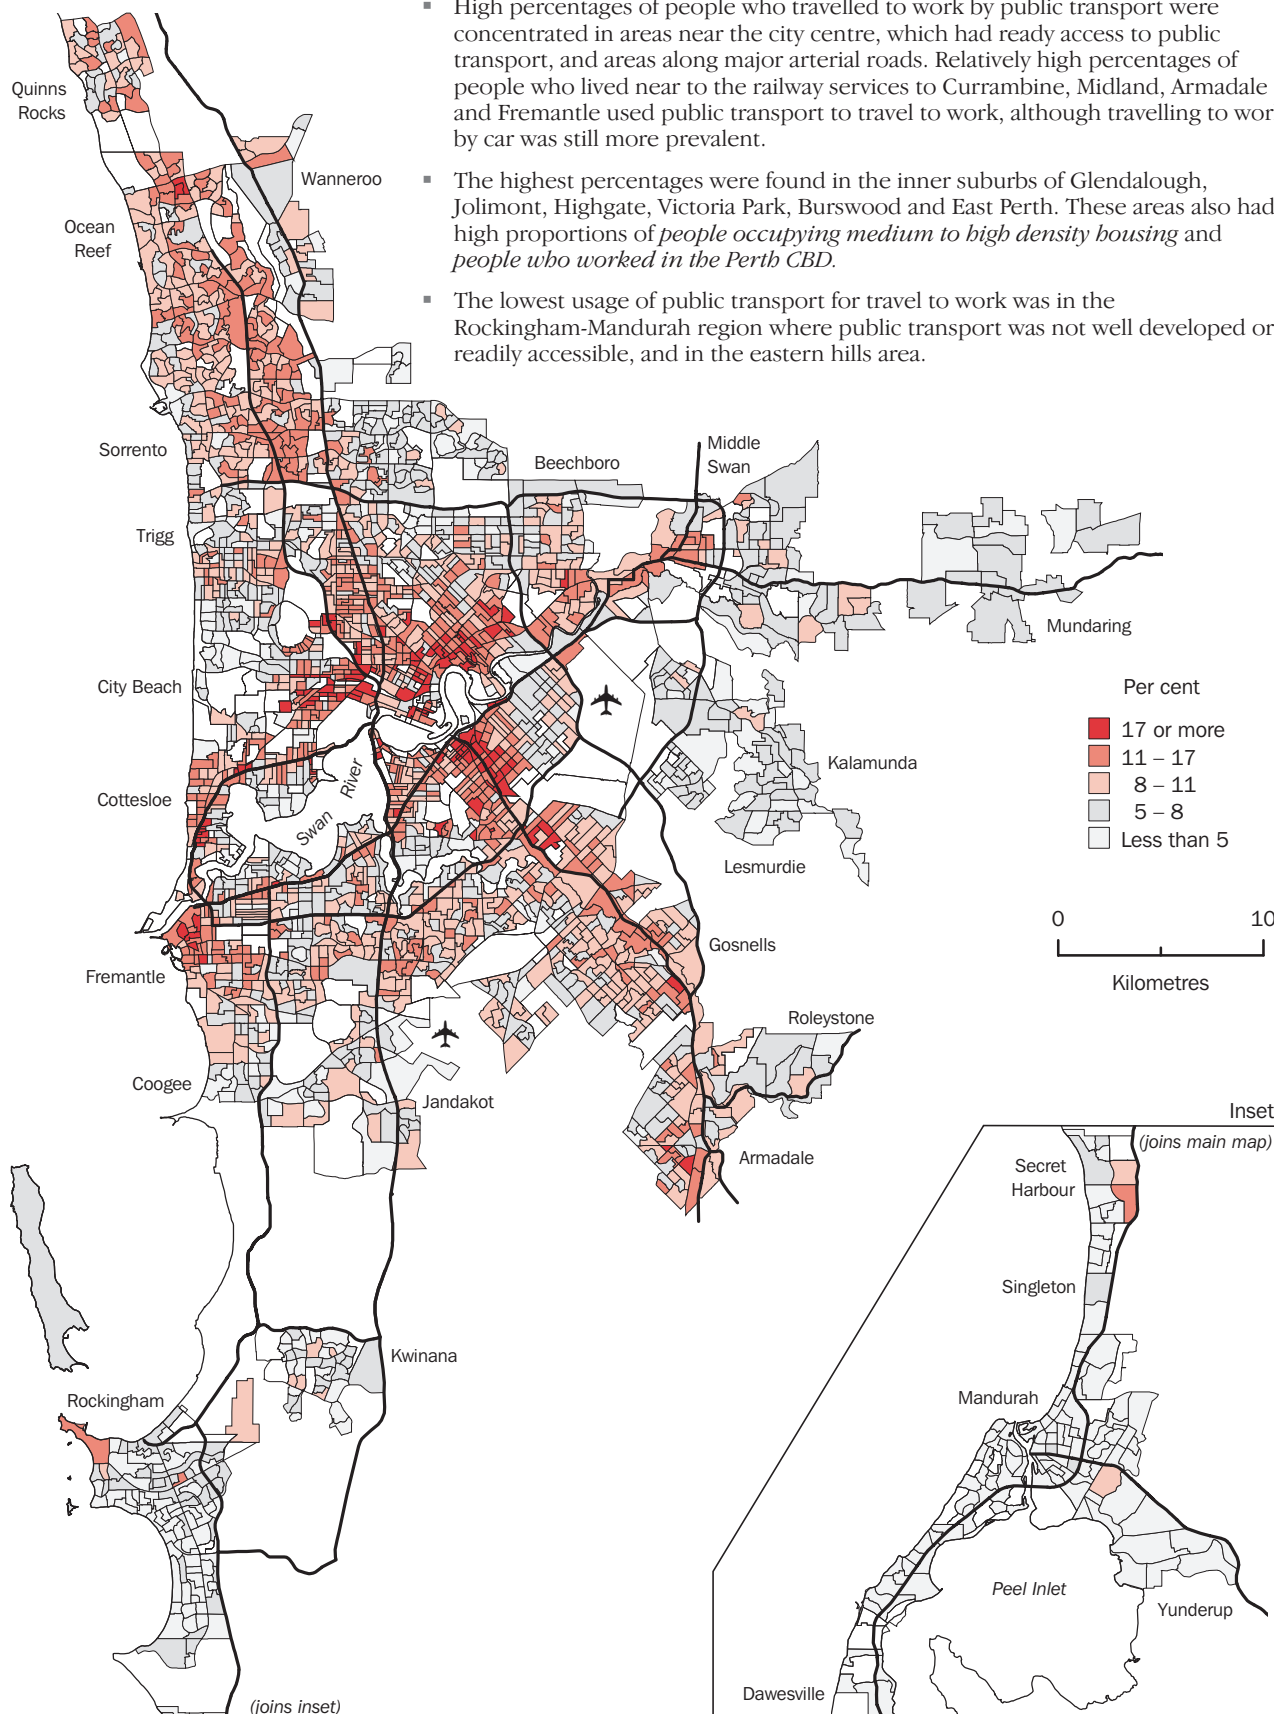 ▪ High percentages of people who travelled to work by public transport were
concentrated in areas near the city centre, which had ready access to public
transport, and areas along major arterial roads. Relatively high percentages of
people who lived near to the railway services to Currambine, Midland, Armadale
and Fremantle used public transport to travel to work, although travelling to wor
by car was still more prevalent.
▪ The highest percentages were found in the inner suburbs of Glendalough,
Jolimont, Highgate, Victoria Park, Burswood and East Perth. These areas also had
high proportions of people occupying medium to high density housing and
people who worked in the Perth CBD.
▪ The lowest usage of public transport for travel to work was in the
Rockingham-Mandurah region where public transport was not well developed or
readily accessible, and in the eastern hills area.
Quinns
Rocks
Wanneroo
Ocean
Reef
Sorrento
Beechboro
Middle
Swan
Trigg
Mundaring
City Beach
Per cent
17 or more
11 – 17
8 – 11
5 – 8
Less than 5
Kalamunda
Cottesloe
Swan River
Lesmurdie
0 10
Kilometres
Gosnells
Fremantle
Roleystone
Coogee
Jandakot
Armadale
Inset
(joins main map)
Secret
Harbour
Singleton
Kwinana
Rockingham
Mandurah
Peel Inlet
Yunderup
Dawesville
(joins inset)